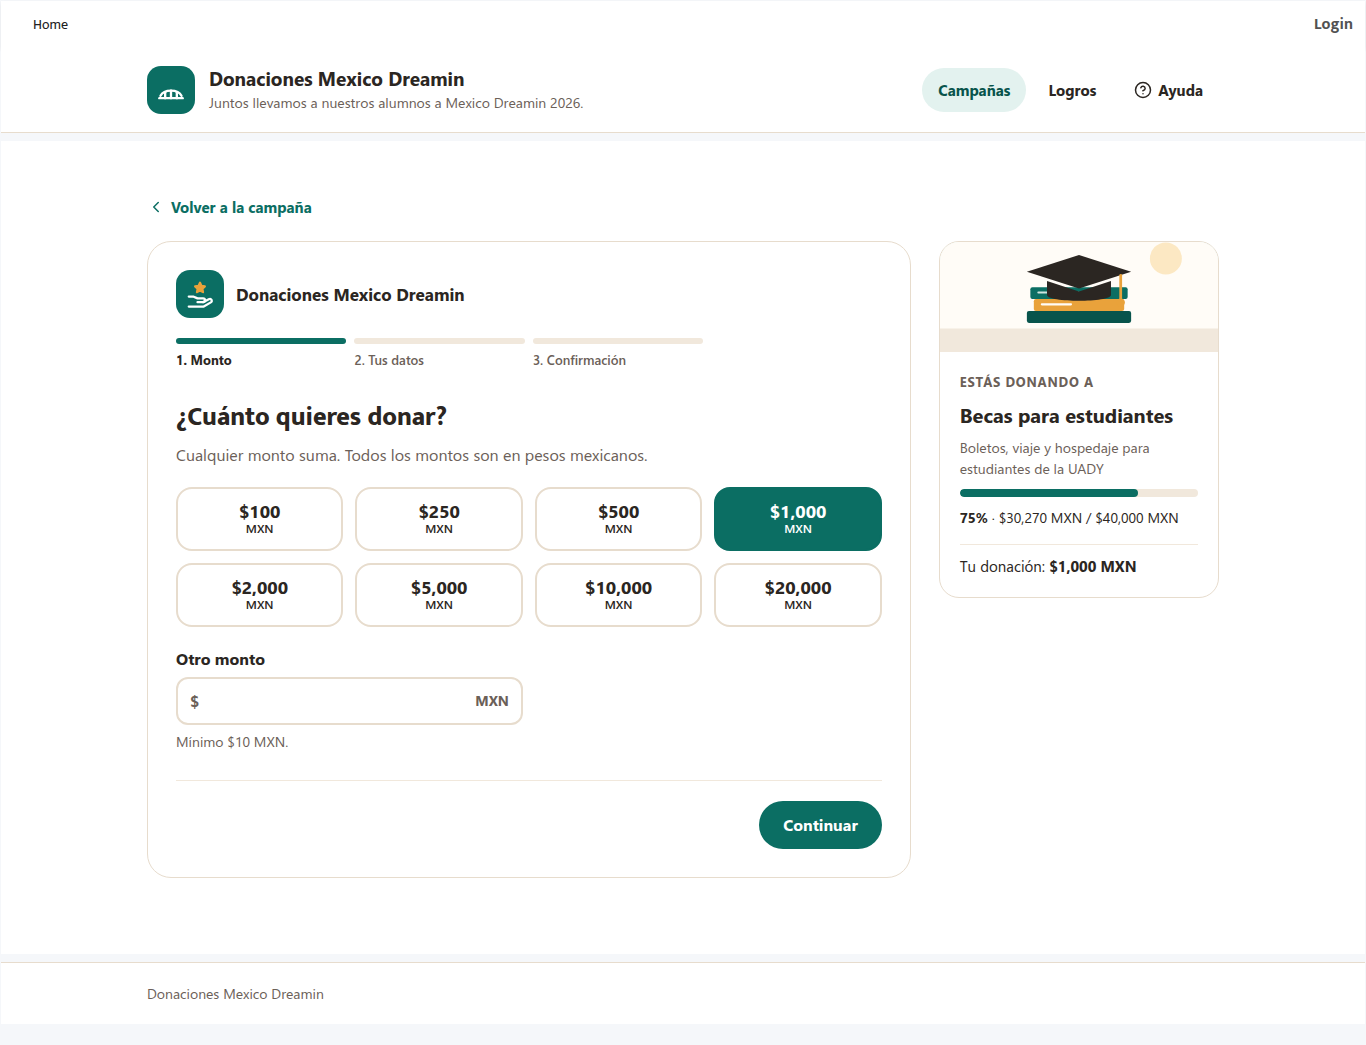 Home
Login
Donaciones Mexico Dreamin
Juntos llevamos a nuestros alumnos a Mexico Dreamin 2026.
Campañas
Logros
Ayuda
Volver a la campaña
Donaciones Mexico Dreamin
1. Monto
2. Tus datos
3. Confirmación
¿Cuánto quieres donar?
Cualquier monto suma. Todos los montos son en pesos mexicanos.
$100
MXN
$250
MXN
$500
MXN
$1,000
MXN
$2,000
MXN
$5,000
MXN
$10,000
MXN
$20,000
MXN
Otro monto
$
MXN
Mínimo $10 MXN.
Continuar
ESTÁS DONANDO A
Becas para estudiantes
Boletos, viaje y hospedaje para
estudiantes de la UADY
75% · $30,270 MXN / $40,000 MXN
Tu donación: $1,000 MXN
Donaciones Mexico Dreamin